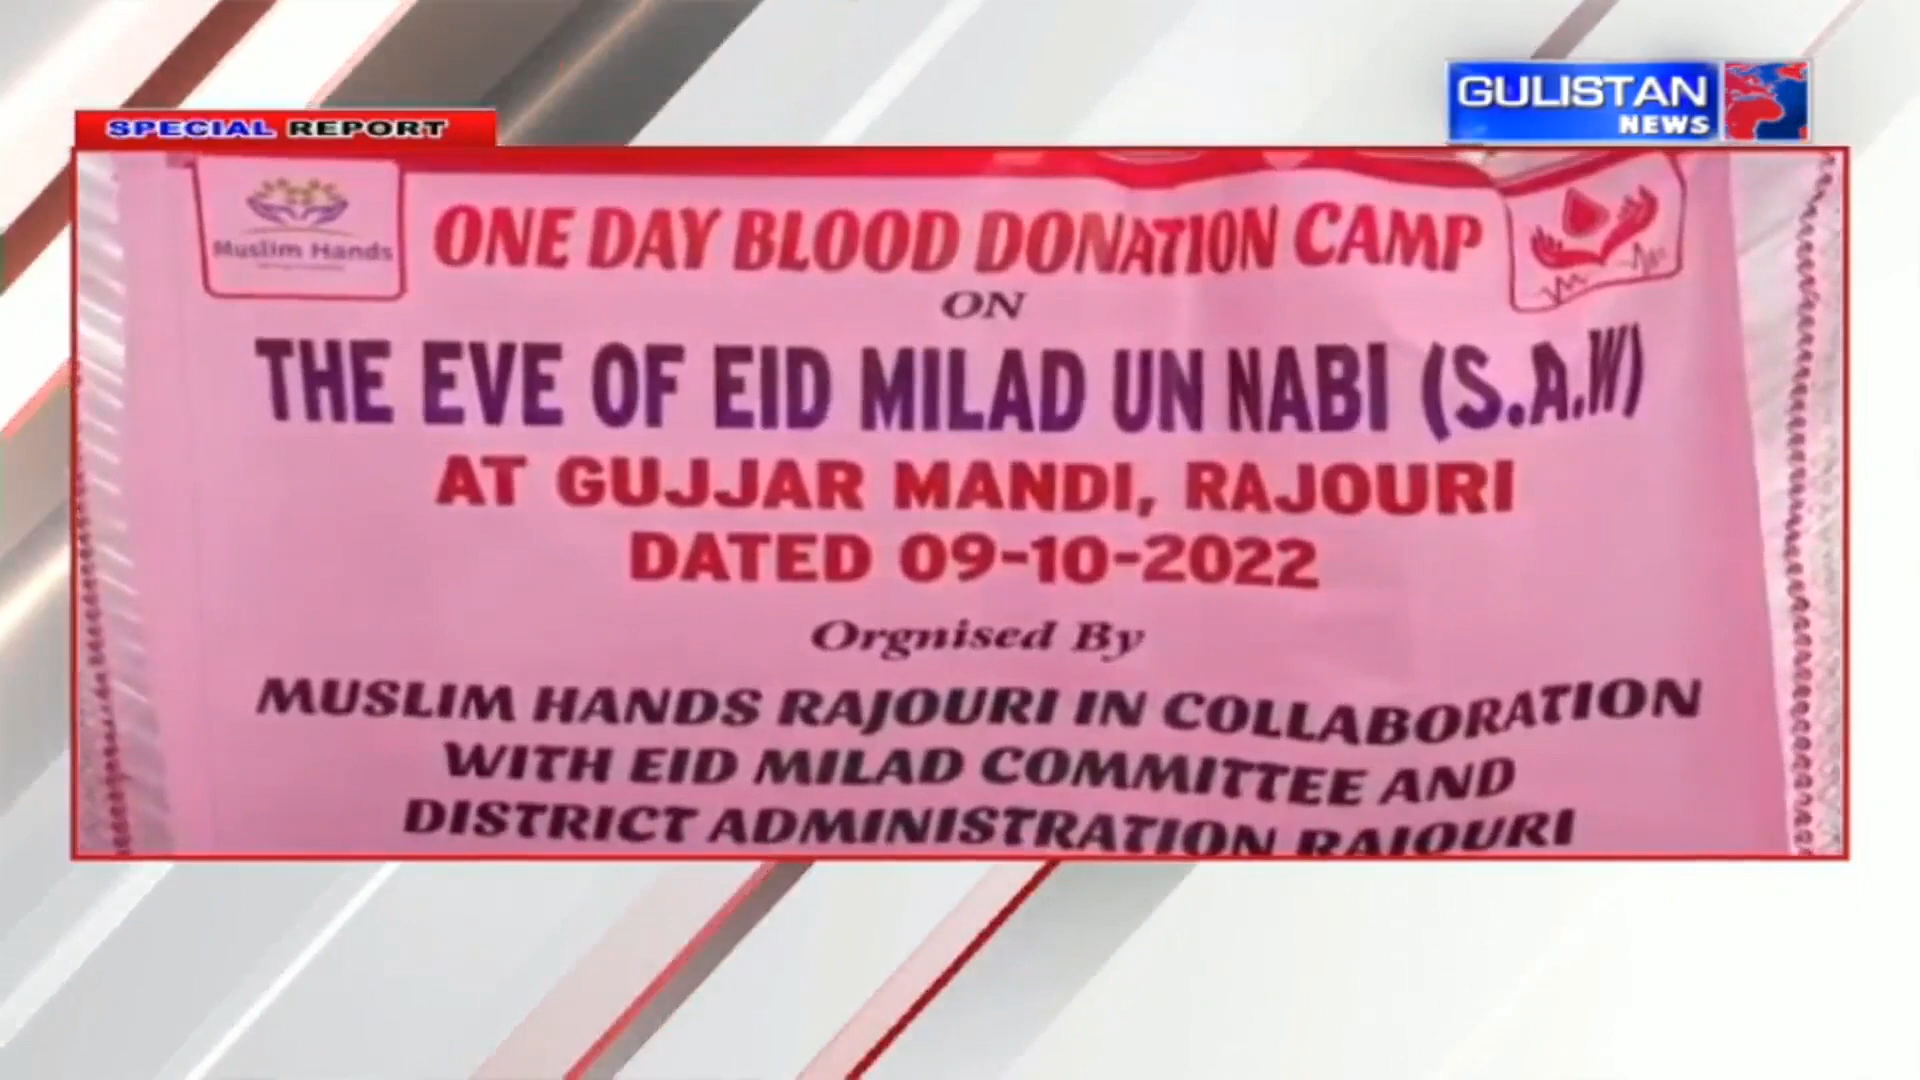 GULISTAN
NEWS
SPECIAL REPORT
Muslim Hands
ONE DAY BLOOD DONATION CAMP
ON
THE EVE OF EID MILAD UN NABI (S.A.W)
AT GUJJAR MANDI, RAJOURI
DATED 09-10-2022
Orgnised By
MUSLIM HANDS RAJOURI IN COLLABORATION
WITH EID MILAD COMMITTEE AND
DISTRICT ADMINISTRATION RAJOURI